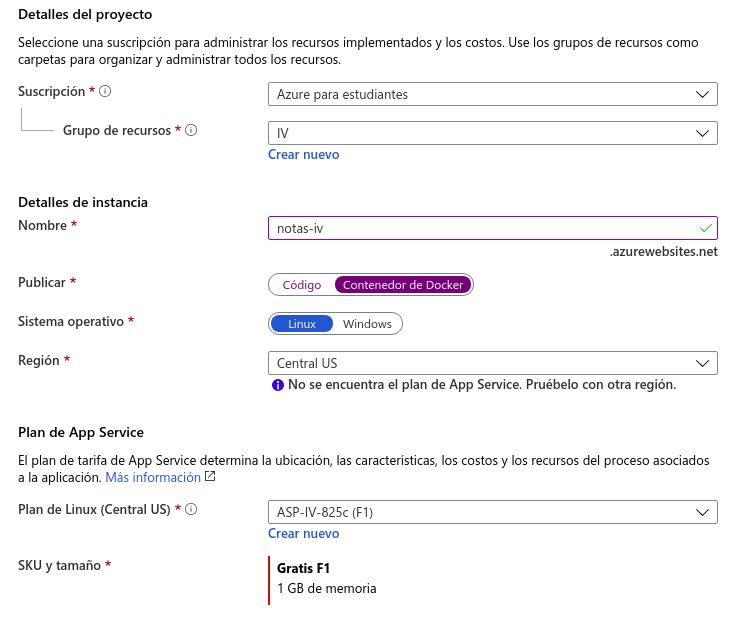 Detalles del proyecto
Seleccione una suscripción para administrar los recursos implementados y los costos. Use los grupos de recursos como
carpetas para organizar y administrar todos los recursos.
Suscripción *
Azure para estudiantes
Grupo de recursos *
IV
Crear nuevo
Detalles de instancia
Nombre *
notas-iv
.azurewebsites.net
Publicar *
Código Contenedor de Docker
Sistema operativo *
Linux Windows
Región *
Central US
No se encuentra el plan de App Service. Pruébelo con otra región.
Plan de App Service
El plan de tarifa de App Service determina la ubicación, las características, los costos y los recursos del proceso asociados
a la aplicación. Más información
Plan de Linux (Central US) *
ASP-IV-825c (F1)
Crear nuevo
SKU y tamaño *
Gratis F1
1 GB de memoria